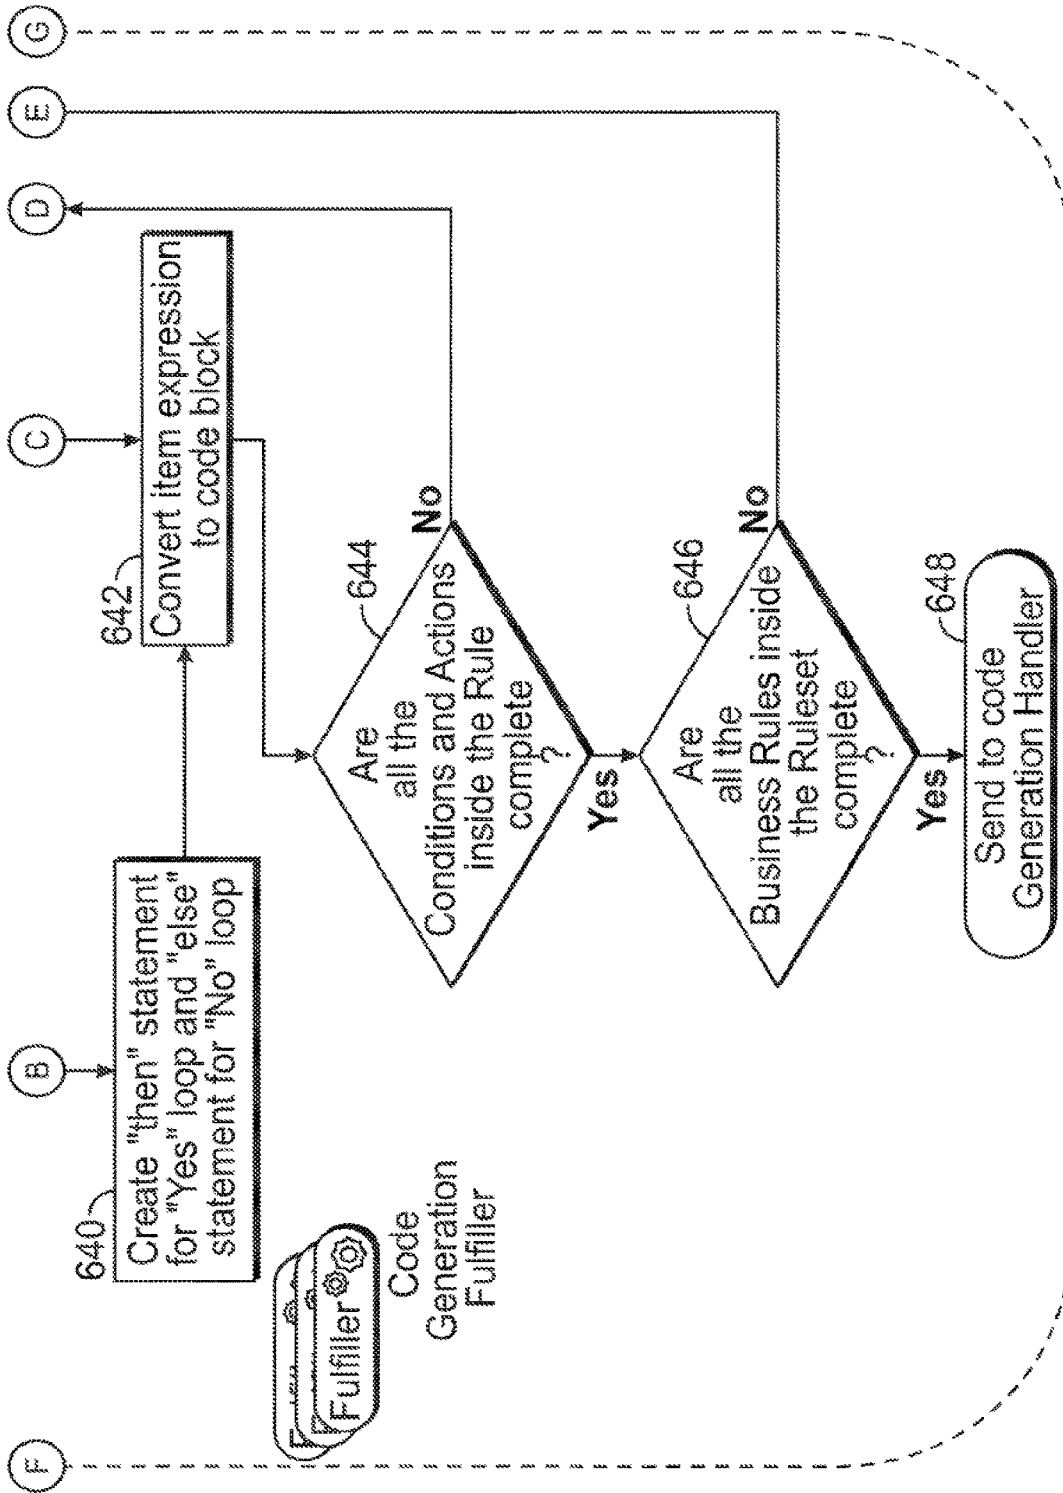 F
B
C
D
E
G
640
Create "then" statement
for "Yes" loop and "else"
statement for "No" loop
642
Convert item expression
to code block
Fulfiller
Code
Generation
Fulfiller
644
Are
all the
Conditions and Actions
inside the Rule
complete
?
No
Yes
646
Are
all the
Business Rules inside
the Ruleset
complete
?
No
Yes
648
Send to code
Generation Handler